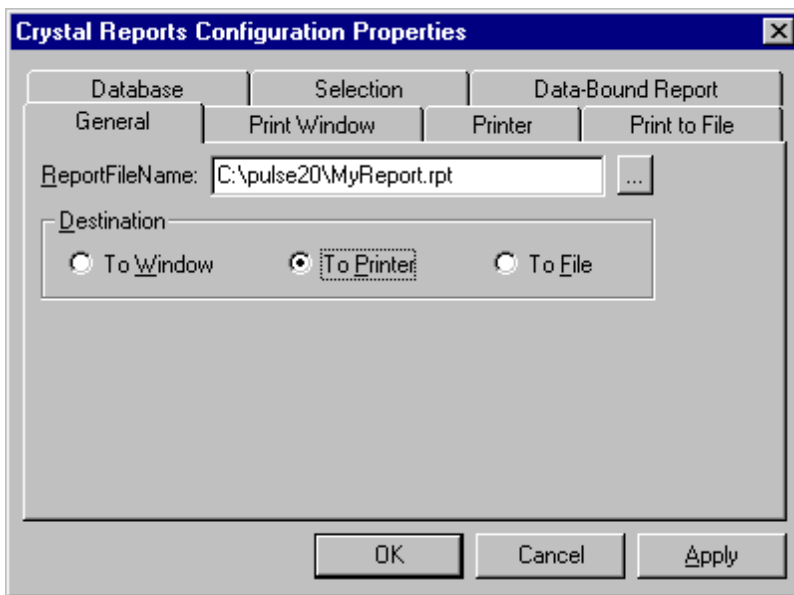 Crystal Reports Configuration Properties
Database Selection Data-Bound Report
General Print Window Printer Print to File
ReportFileName: C:\pulse20\MyReport.rpt ...
Destination
To Window To Printer To File
OK Cancel Apply